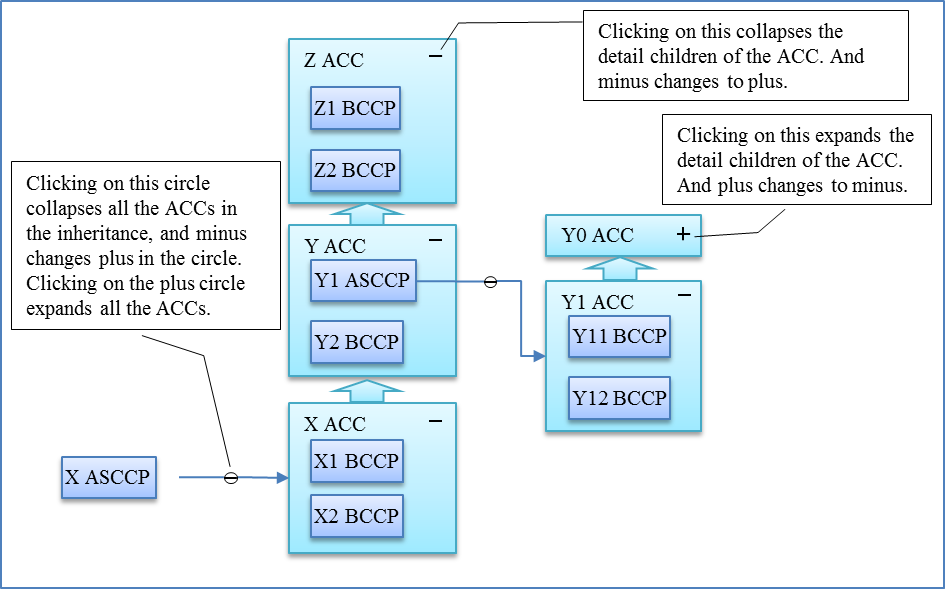 Clicking on this collapses the
detail children of the ACC. And
minus changes to plus.
Z ACC
−
Z1 BCCP
Z2 BCCP
Clicking on this expands the
detail children of the ACC.
And plus changes to minus.
Clicking on this circle
collapses all the ACCs in
the inheritance, and minus
changes plus in the circle.
Clicking on the plus circle
expands all the ACCs.
Y ACC
−
Y1 ASCCP
Y2 BCCP
Y0 ACC
+
Y1 ACC
−
Y11 BCCP
Y12 BCCP
X ACC
−
X1 BCCP
X2 BCCP
X ASCCP